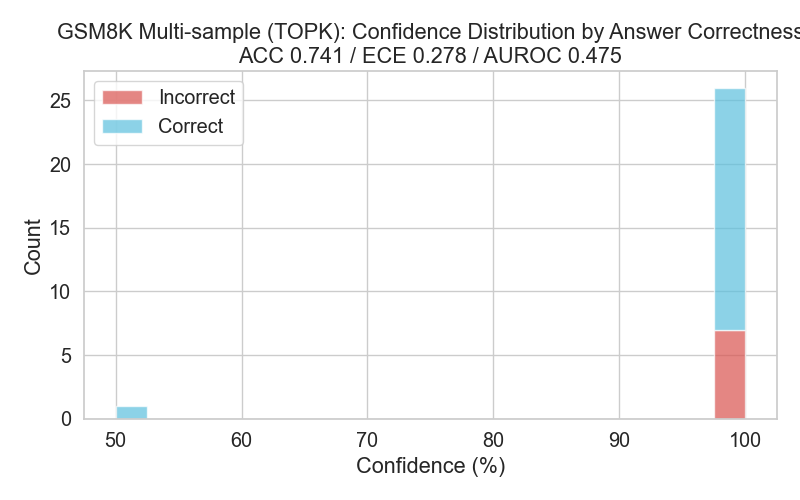 GSM8K Multi-sample (TOPK): Confidence Distribution by Answer Correctness
ACC 0.741 / ECE 0.278 / AUROC 0.475
Incorrect
Correct
Count
25
20
15
10
5
0
50 60 70 80 90 100
Confidence (%)